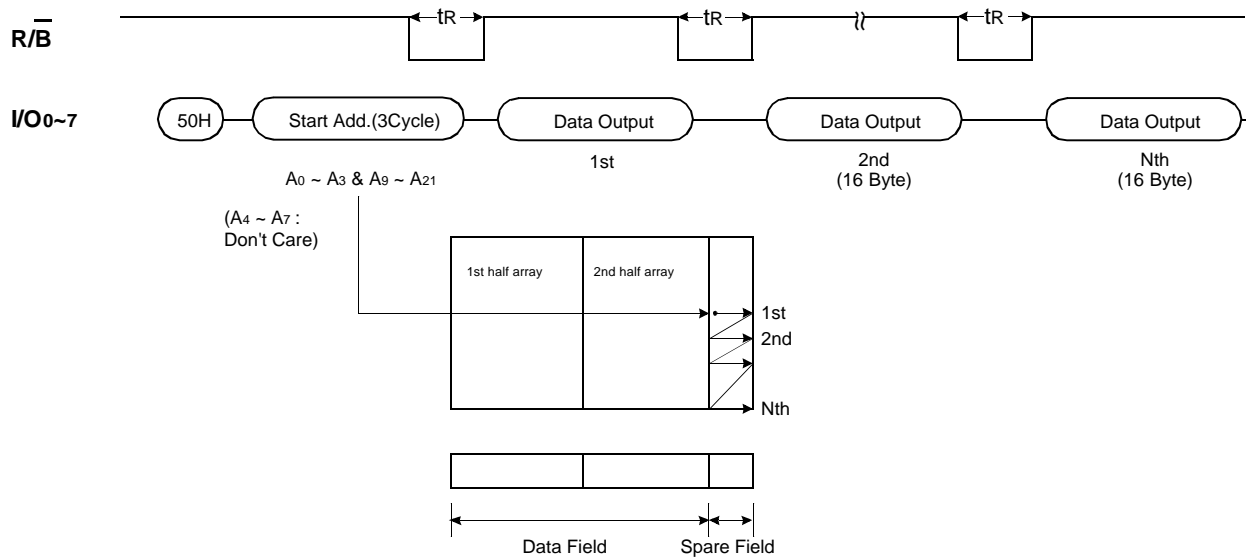 tR tR ≈ tR
R/B
I/O0~7
50H Start Add.(3Cycle) Data Output Data Output Data Output
1st 2nd Nth
(16 Byte) (16 Byte)
A0 ~ A3 & A9 ~ A21
(A4 ~ A7 :
Don't Care)
1st half array 2nd half array
1st
2nd
Nth
Data Field Spare Field